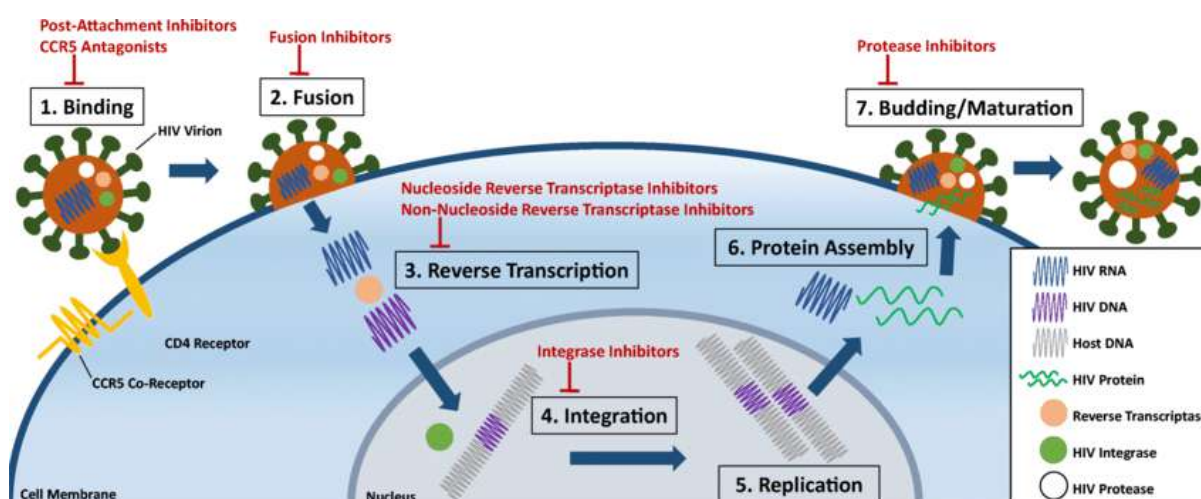 Post-Attachment Inhibitors
CCR5 Antagonists
1. Binding
HIV Virion
Fusion Inhibitors
2. Fusion
Protease Inhibitors
7. Budding/Maturation
Nucleoside Reverse Transcriptase Inhibitors
Non-Nucleoside Reverse Transcriptase Inhibitors
3. Reverse Transcription
6. Protein Assembly
CD4 Receptor
CCR5 Co-Receptor
Integrase Inhibitors
4. Integration
5. Replication
Cell Membrane
Nucleus
HIV RNA
HIV DNA
Host DNA
HIV Protein
Reverse Transcriptas
HIV Integrase
HIV Protease